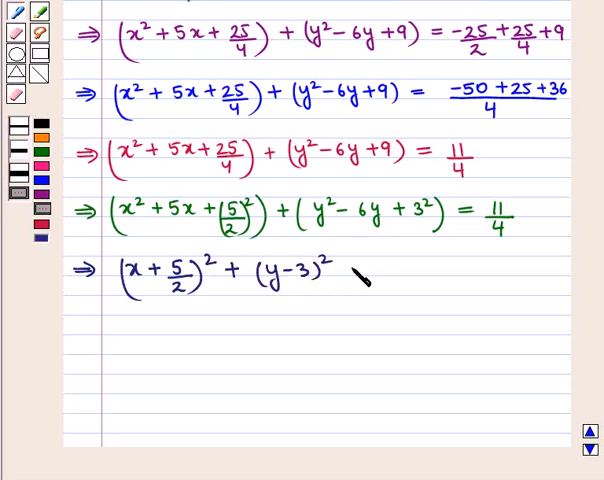 ⇒ (x² + 5x + 25/4) + (y² - 6y + 9) = -25/2 + 25/4 + 9
⇒ (x² + 5x + 25/4) + (y² - 6y + 9) = (-50 + 25 + 36)/4
⇒ (x² + 5x + 25/4) + (y² - 6y + 9) = 11/4
⇒ (x² + 5x + (5/2)²) + (y² - 6y + 3²) = 11/4
⇒ (x + 5/2)² + (y - 3)²